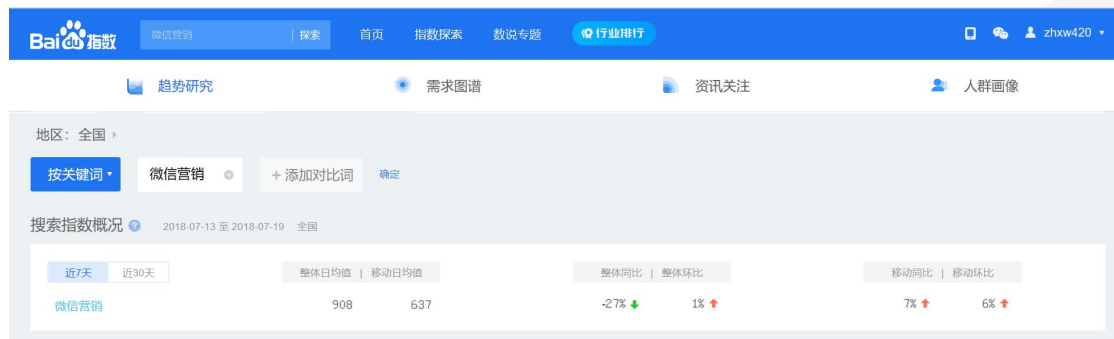 Bai du 指数 微信营销 | 探索 首页 指数探索 数说专题 行业排行 zhxw420
趋势研究 需求图谱 资讯关注 人群画像
地区：全国
按关键词 微信营销 + 添加对比词 确定
搜索指数概况 ? 2018-07-13 至 2018-07-19 全国
近7天 近30天 整体日均值 | 移动日均值 整体同比 | 整体环比 移动同比 | 移动环比
微信营销 908 637 -27% 1% 7% 6%